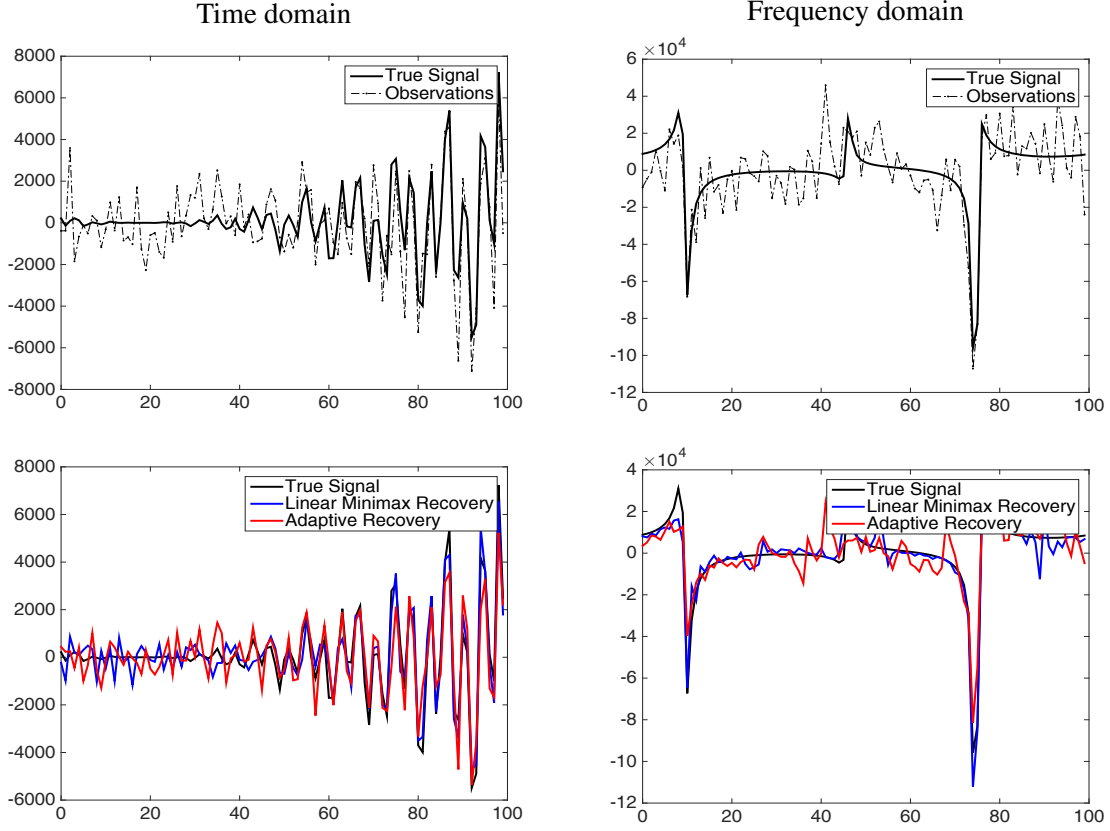 Time domain
Frequency domain
8000
6000
4000
2000
0
-2000
-4000
-6000
-8000
0 20 40 60 80 100
True Signal
Observations
× 10^4
6
4
2
0
-2
-4
-6
-8
-10
-12
0 20 40 60 80 100
True Signal
Observations
8000
6000
4000
2000
0
-2000
-4000
-6000
0 20 40 60 80 100
True Signal
Linear Minimax Recovery
Adaptive Recovery
× 10^4
4
2
0
-2
-4
-6
-8
-10
-12
0 20 40 60 80 100
True Signal
Linear Minimax Recovery
Adaptive Recovery